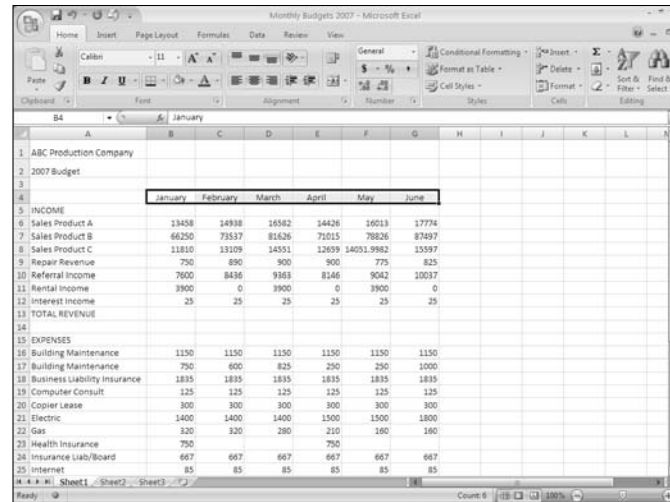 Monthly Budgets 2007 - Microsoft Excel
Home Insert Page Layout Formulas Data Review View
Calibri 11 A A General Conditional Formatting Insert Σ
Paste B I U A $ % , Format as Table Delete Sort & Find &
Cell Styles Format Filter Select
Clipboard Font Alignment Number Styles Cells Editing
B4 fx January
A B C D E F G H I J K L
1 ABC Production Company
2 2007 Budget
3
4 January February March April May June
5 INCOME
6 Sales Product A 13458 14938 16582 14426 16013 17774
7 Sales Product B 66250 73537 81626 71015 78826 87497
8 Sales Product C 11810 13109 14551 12659 14051.9982 15597
9 Repair Revenue 750 890 900 900 775 825
10 Referral Income 7600 8436 9363 8146 9042 10037
11 Rental Income 3900 0 3900 0 3900 0
12 Interest Income 25 25 25 25 25 25
13 TOTAL REVENUE
14
15 EXPENSES
16 Building Maintenance 1150 1150 1150 1150 1150 1150
17 Building Maintenance 750 600 825 250 250 1000
18 Business Liability Insurance 1835 1835 1835 1835 1835 1835
19 Computer Consult 125 125 125 125 125 125
20 Copier Lease 300 300 300 300 300 300
21 Electric 1400 1400 1400 1500 1500 1800
22 Gas 320 320 280 210 160 160
23 Health Insurance 750 750
24 Insurance Liab/Board 667 667 667 667 667 667
25 Internet 85 85 85 85 85 85
Sheet1 Sheet2 Sheet3
Ready Count: 6 100%